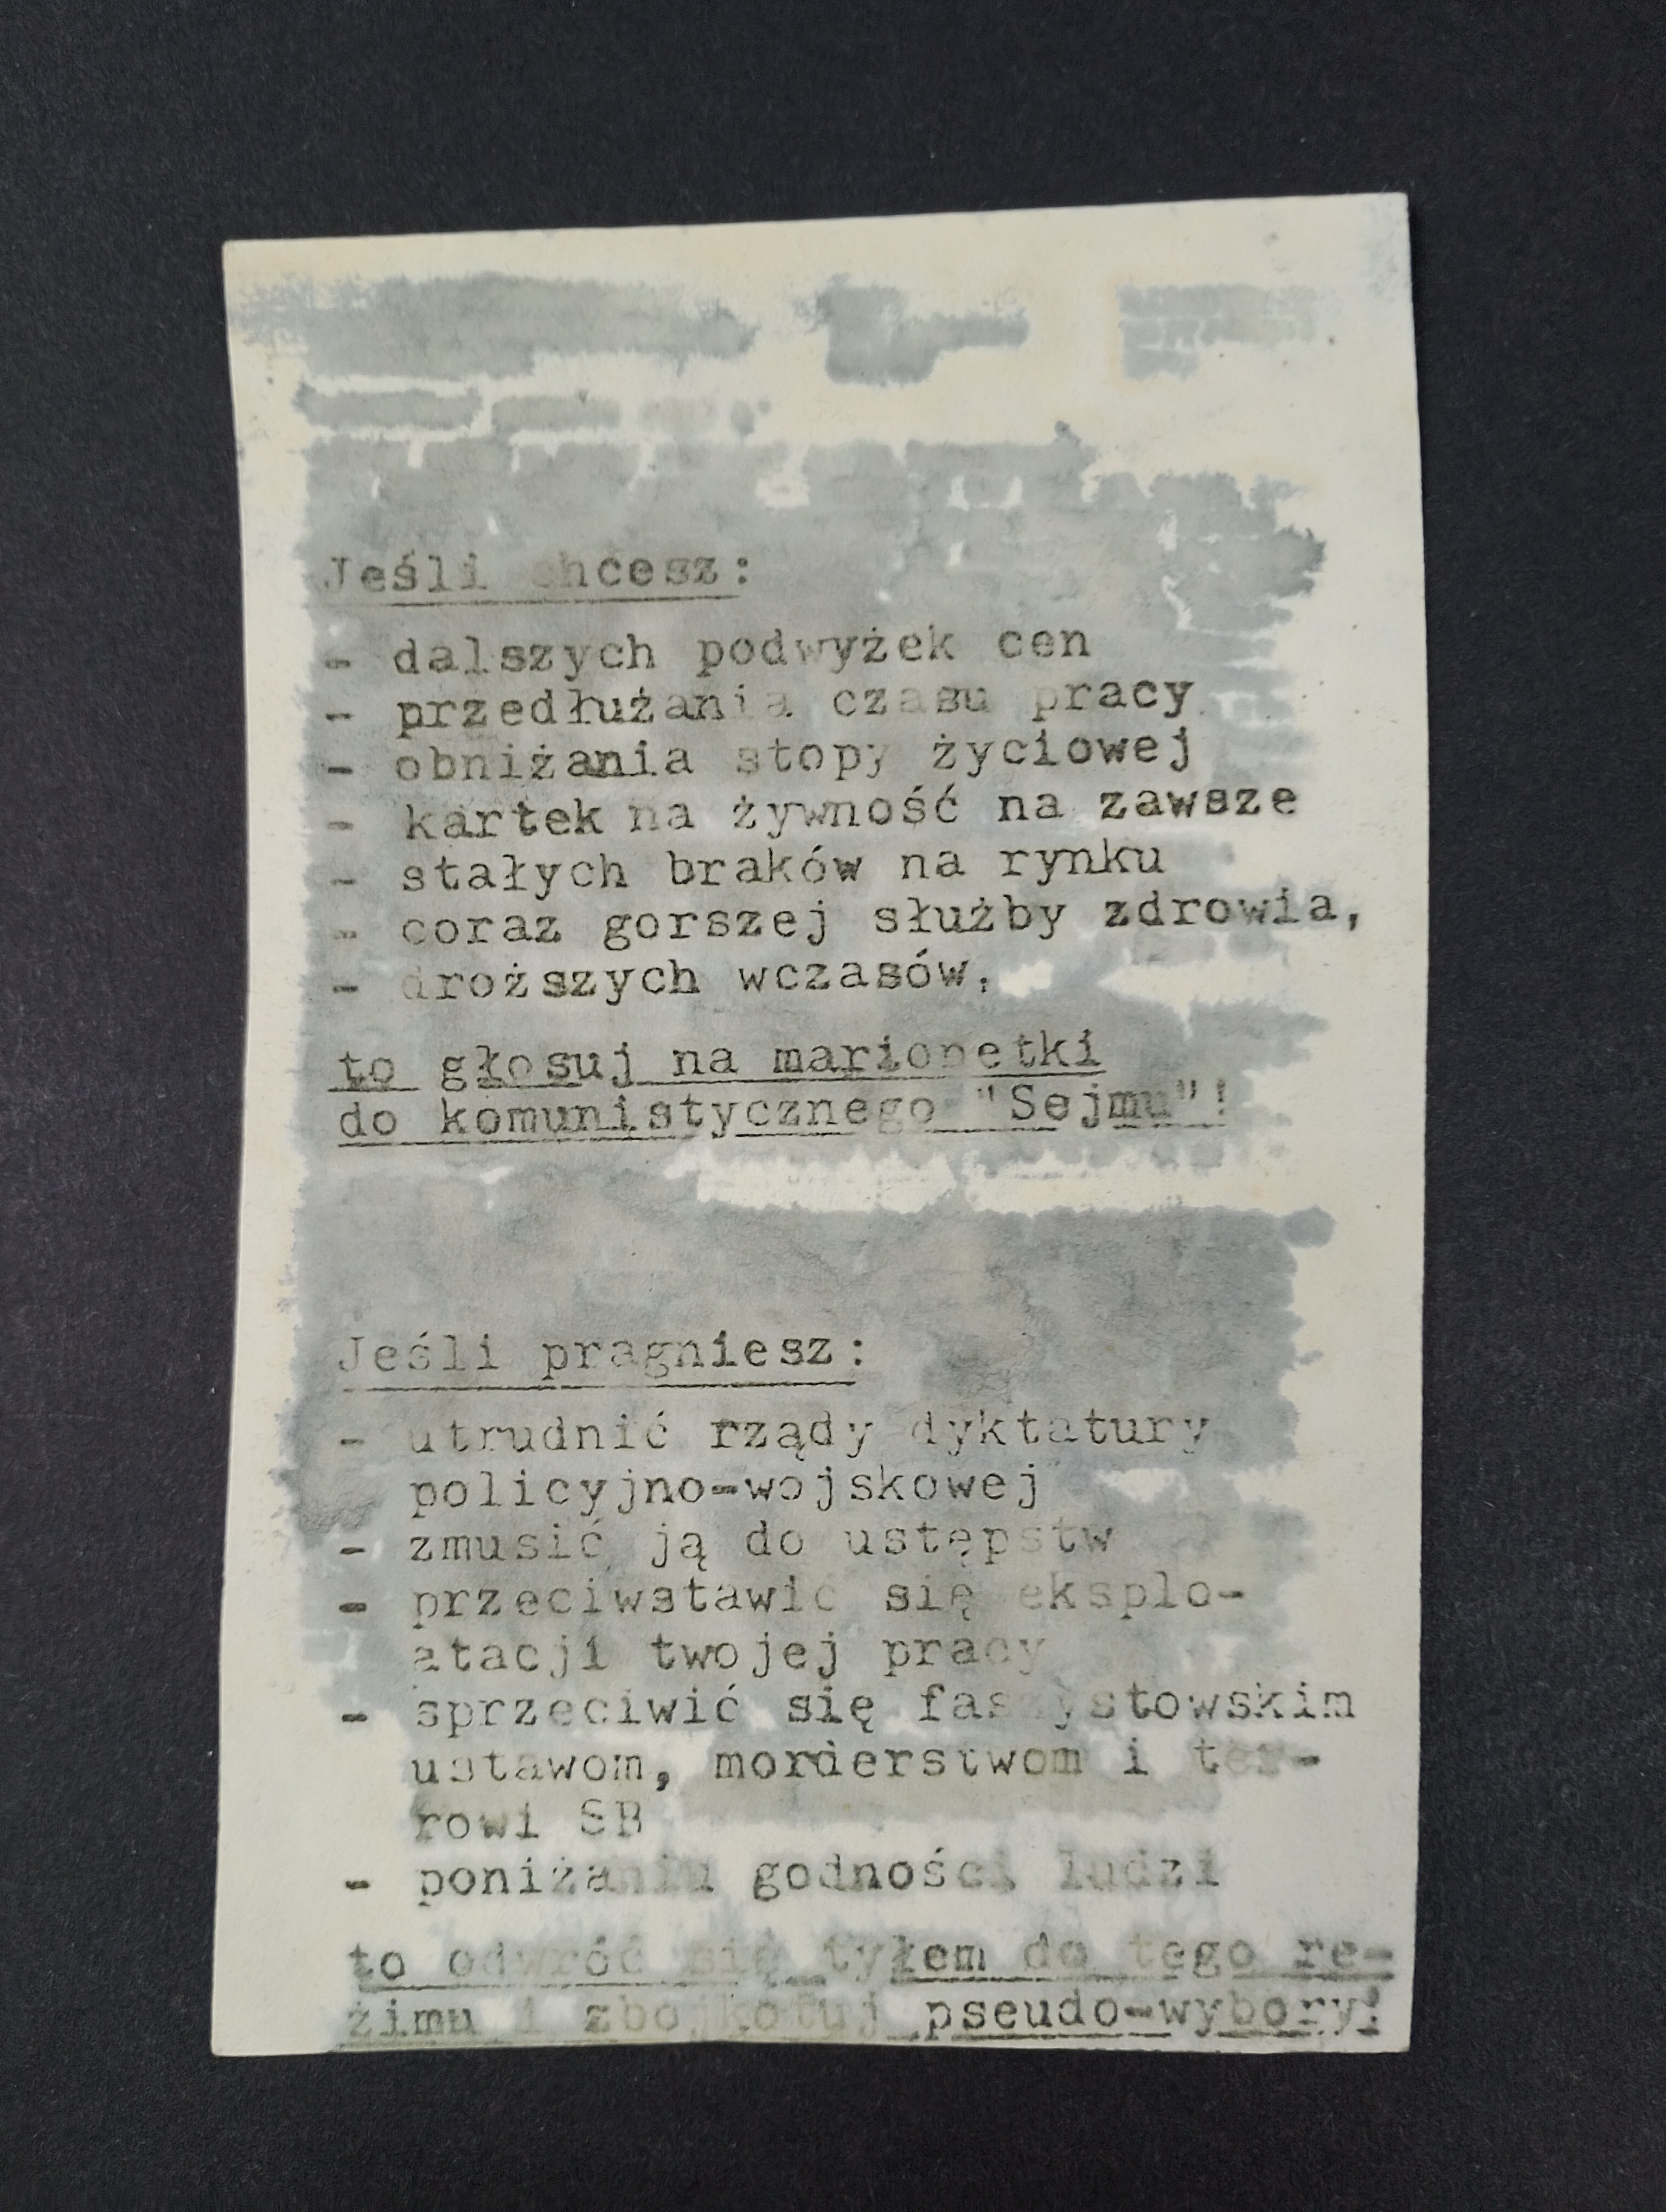 Jeśli chcesz:
- dalszych podwyżek cen
- przedłużania czasu pracy
- obniżania stopy życiowej
- kartek na żywność na zawsze
- stałych braków na rynku
- coraz gorszej służby zdrowia,
- droższych wczasów.
to głosuj na marionetki
do komunistycznego "Sejmu"!
Jeśli pragniesz:
- utrudnić rządy dyktatury
policyjno-wojskowej
- zmusić ją do ustępstw
- przeciwstawić się eksplo-
atacji twojej pracy
- sprzeciwić się faszystowskim
ustawom, morderstwom i ter-
rowi SB
- poniżaniu godności ludzi
to odwróć się tyłem do tego re-
żimu i zbojkotuj pseudo-wybory!